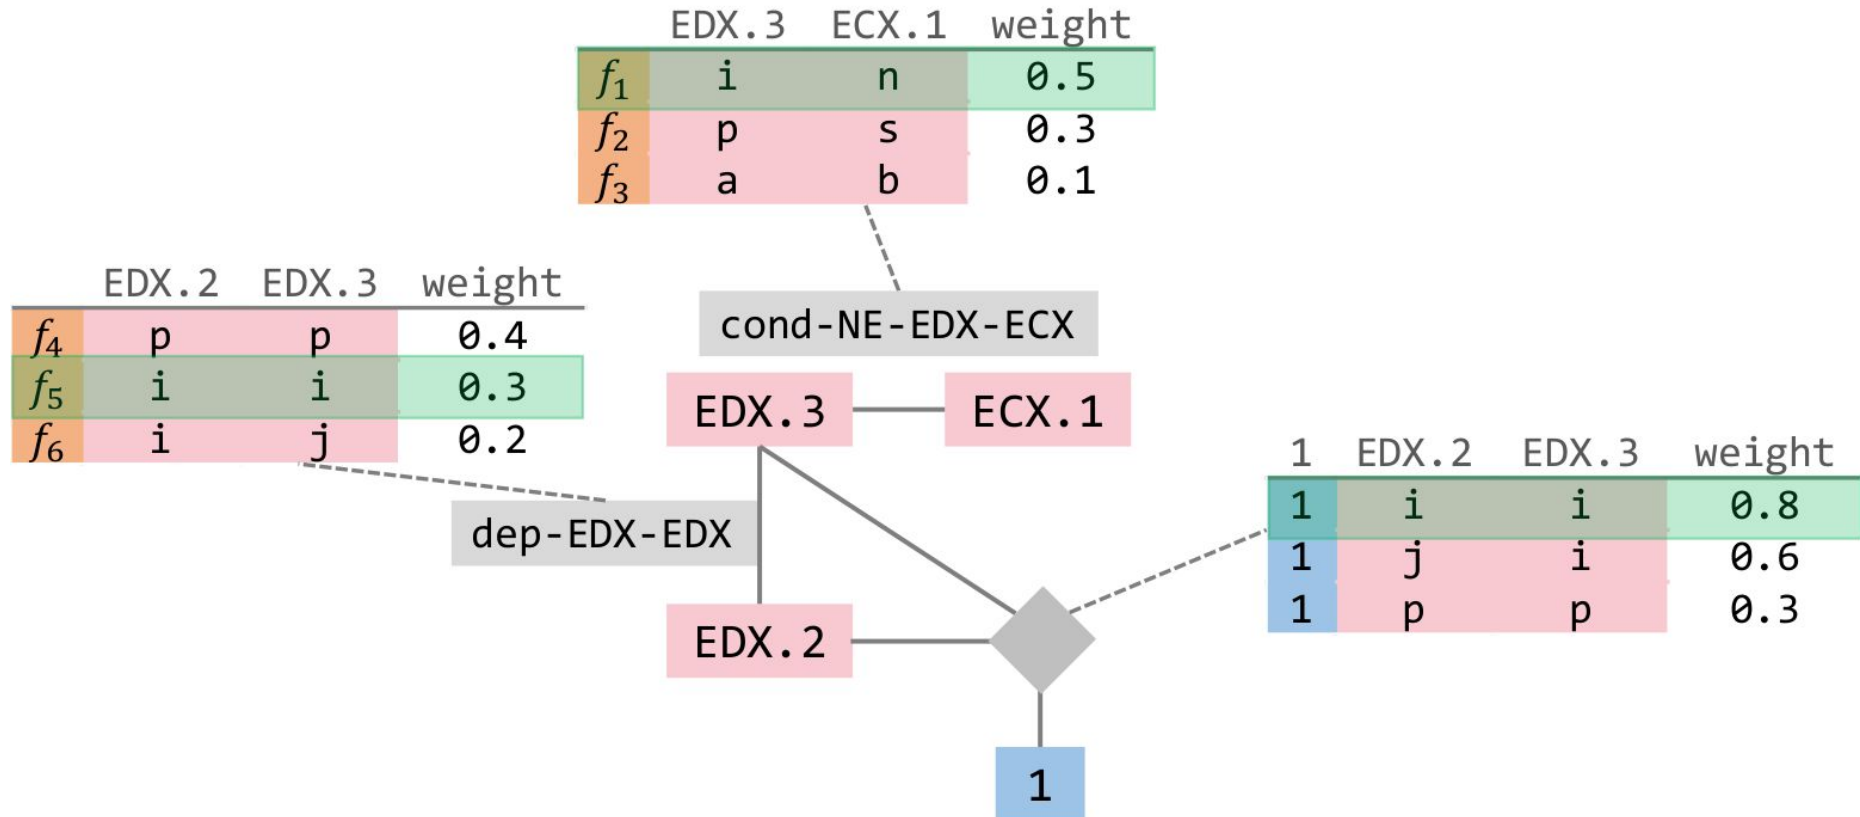 EDX.3 ECX.1 weight
f1 i n 0.5
f2 p s 0.3
f3 a b 0.1
EDX.2 EDX.3 weight
f4 p p 0.4
f5 i i 0.3
f6 i j 0.2
cond-NE-EDX-ECX
EDX.3 ECX.1
dep-EDX-EDX
EDX.2
1 EDX.2 EDX.3 weight
1 i i 0.8
1 j i 0.6
1 p p 0.3
1